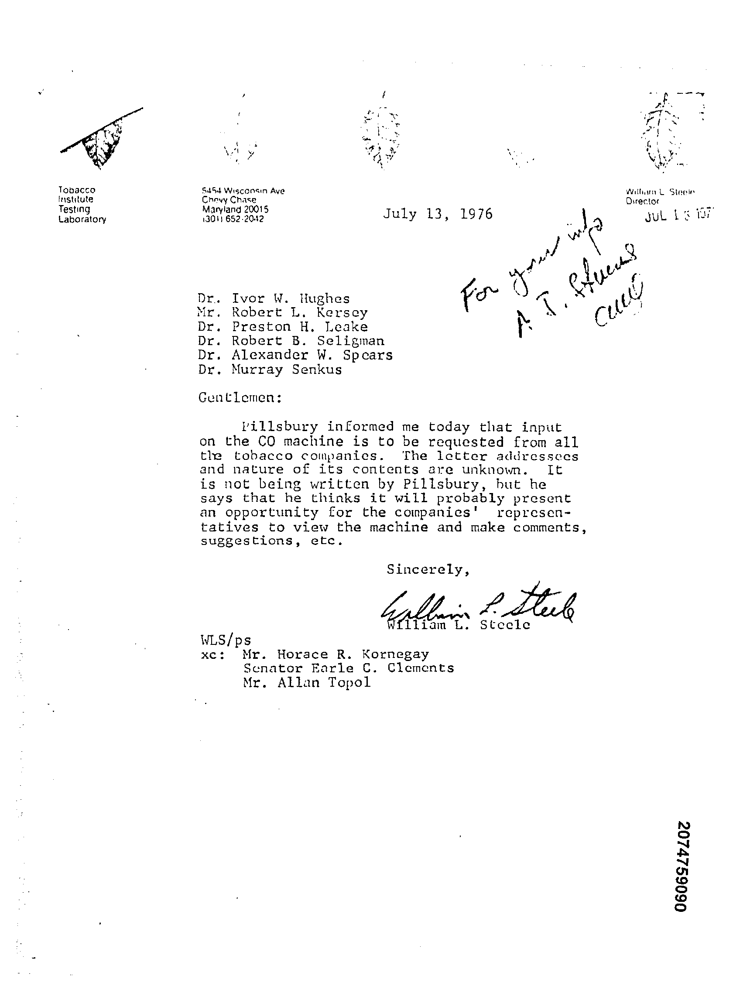 Tobacco
Institute
Testing
Laboratory
5454 Wisconsin Ave
Chevy Chase
Maryland 20015
(301) 652-2042
William L. Steele
Director
July 13, 1976
JUL 13 197
For your info
A. J. Stevens
Dr. Ivor W. Hughes
Mr. Robert L. Kersey
Dr. Preston H. Leake
Dr. Robert B. Seligman
Dr. Alexander W. Spears
Dr. Murray Senkus
Gentlemen:
Pillsbury informed me today that input
on the CO machine is to be requested from all
the tobacco companies. The letter addressees
and nature of its contents are unknown. It
is not being written by Pillsbury, but he
says that he thinks it will probably present
an opportunity for the companies' represen-
tatives to view the machine and make comments,
suggestions, etc.
Sincerely,
William L. Steele
William L. Steele
WLS/ps
xc: Mr. Horace R. Kornegay
Senator Earle C. Clements
Mr. Allan Topol
2074759090